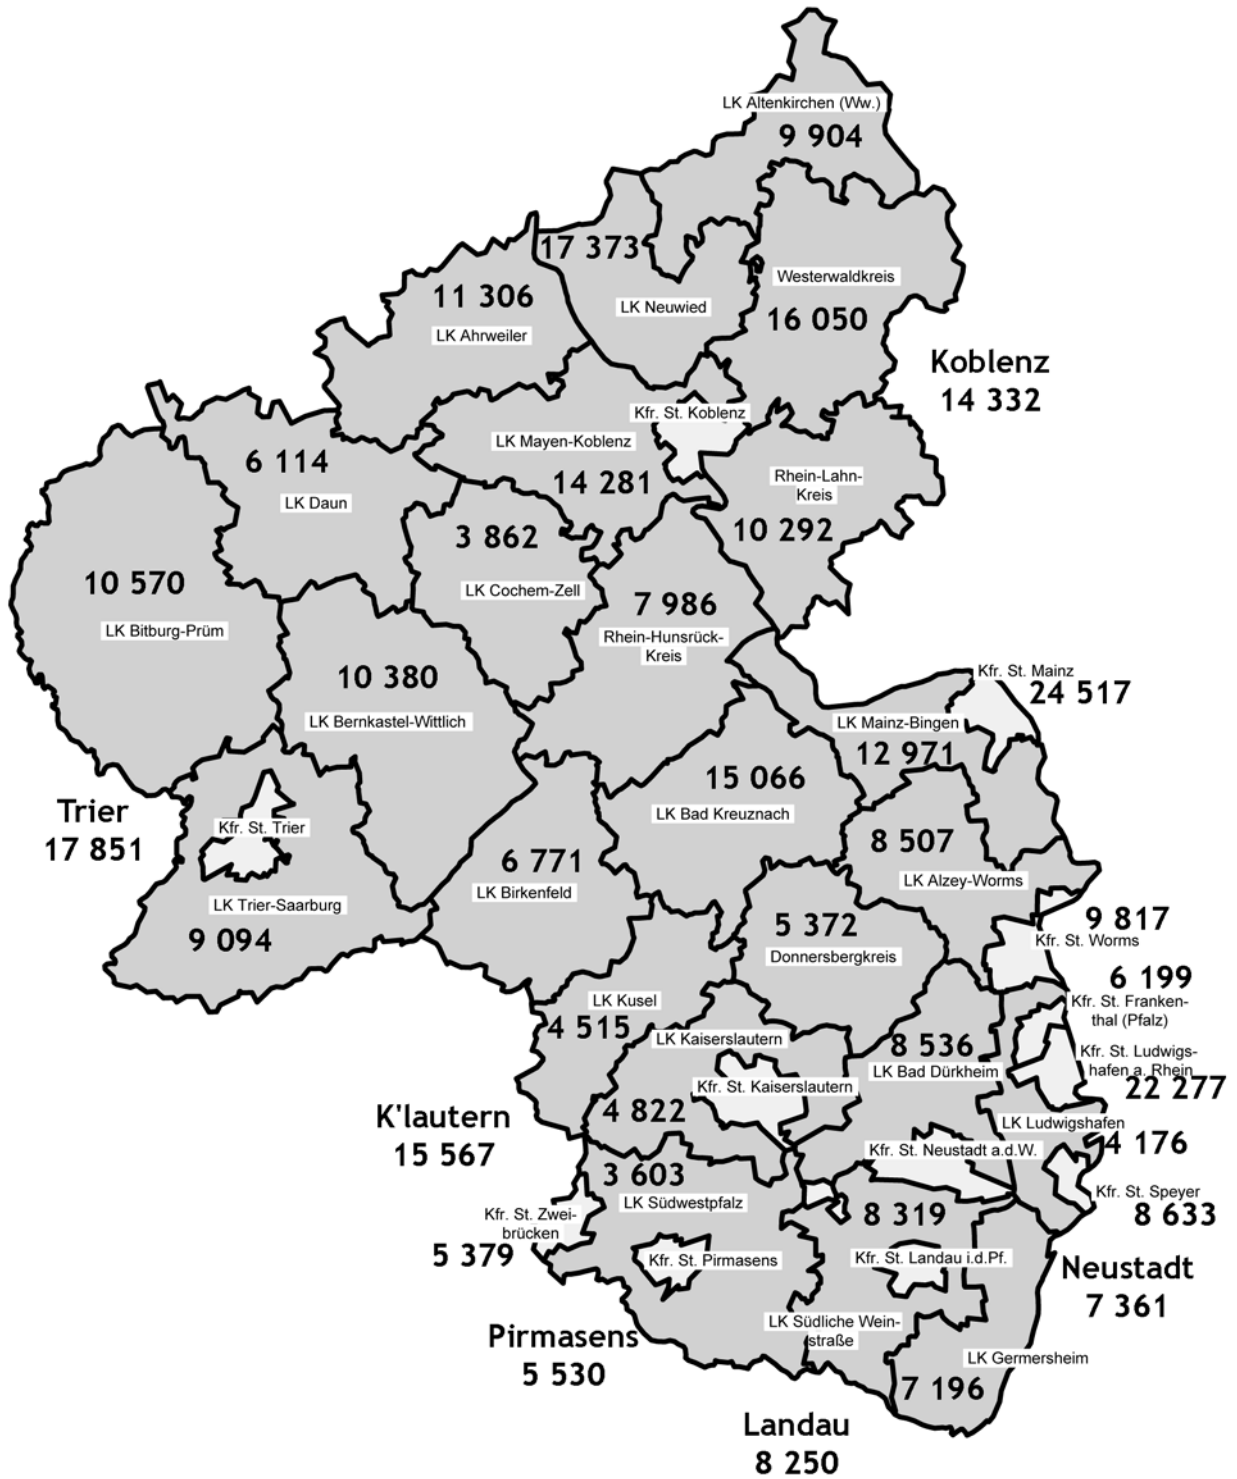 LK Altenkirchen (Ww.)
9 904
17 373
LK Neuwied
Westerwaldkreis
16 050
11 306
LK Ahrweiler
Koblenz
14 332
Kfr. St. Koblenz
LK Mayen-Koblenz
14 281
Rhein-Lahn-
Kreis
10 292
6 114
LK Daun
3 862
LK Cochem-Zell
10 570
LK Bitburg-Prüm
7 986
Rhein-Hunsrück-
Kreis
10 380
LK Bernkastel-Wittlich
Kfr. St. Mainz
24 517
LK Mainz-Bingen
12 971
15 066
LK Bad Kreuznach
Trier
17 851
Kfr. St. Trier
LK Trier-Saarburg
9 094
6 771
LK Birkenfeld
8 507
LK Alzey-Worms
5 372
Donnersbergkreis
9 817
Kfr. St. Worms
6 199
Kfr. St. Franken-
thal (Pfalz)
LK Kusel
4 515
LK Kaiserslautern
8 536
LK Bad Dürkheim
Kfr. St. Ludwigs-
hafen a. Rhein
22 277
Kfr. St. Kaiserslautern
4 822
K'lautern
15 567
LK Ludwigshafen
4 176
Kfr. St. Neustadt a.d.W.
3 603
LK Südwestpfalz
Kfr. St. Speyer
8 633
Kfr. St. Zwei-
brücken
5 379
8 319
Kfr. St. Pirmasens
Kfr. St. Landau i.d.Pf.
Neustadt
7 361
LK Südliche Wein-
straße
Pirmasens
5 530
LK Germersheim
7 196
Landau
8 250